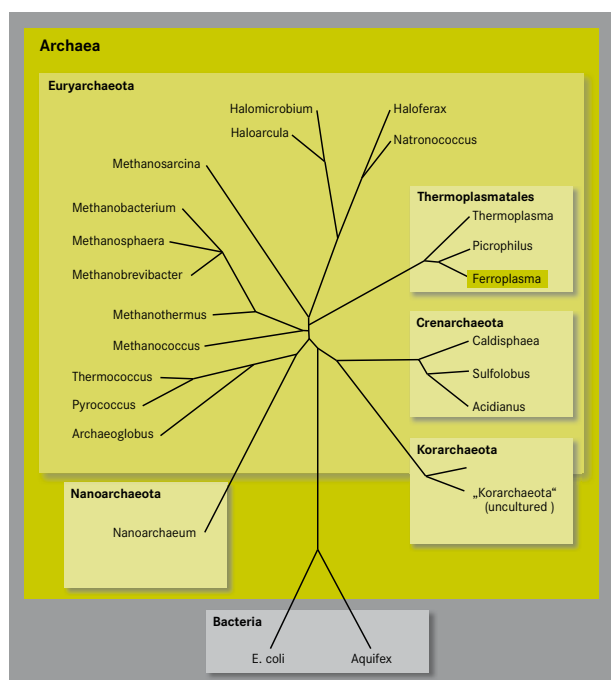 Archaea
Euryarchaeota
Halomicrobium
Haloarcula
Haloferax
Natronococcus
Methanosarcina
Methanobacterium
Methanosphaera
Methanobrevibacter
Methanothermus
Methanococcus
Thermococcus
Pyrococcus
Archaeoglobus
Thermoplasmatales
Thermoplasma
Picrophilus
Ferroplasma
Crenarchaeota
Caldisphaea
Sulfolobus
Acidianus
Korarchaeota
„Korarchaeota“
(uncultured )
Nanoarchaeota
Nanoarchaeum
Bacteria
E. coli
Aquifex